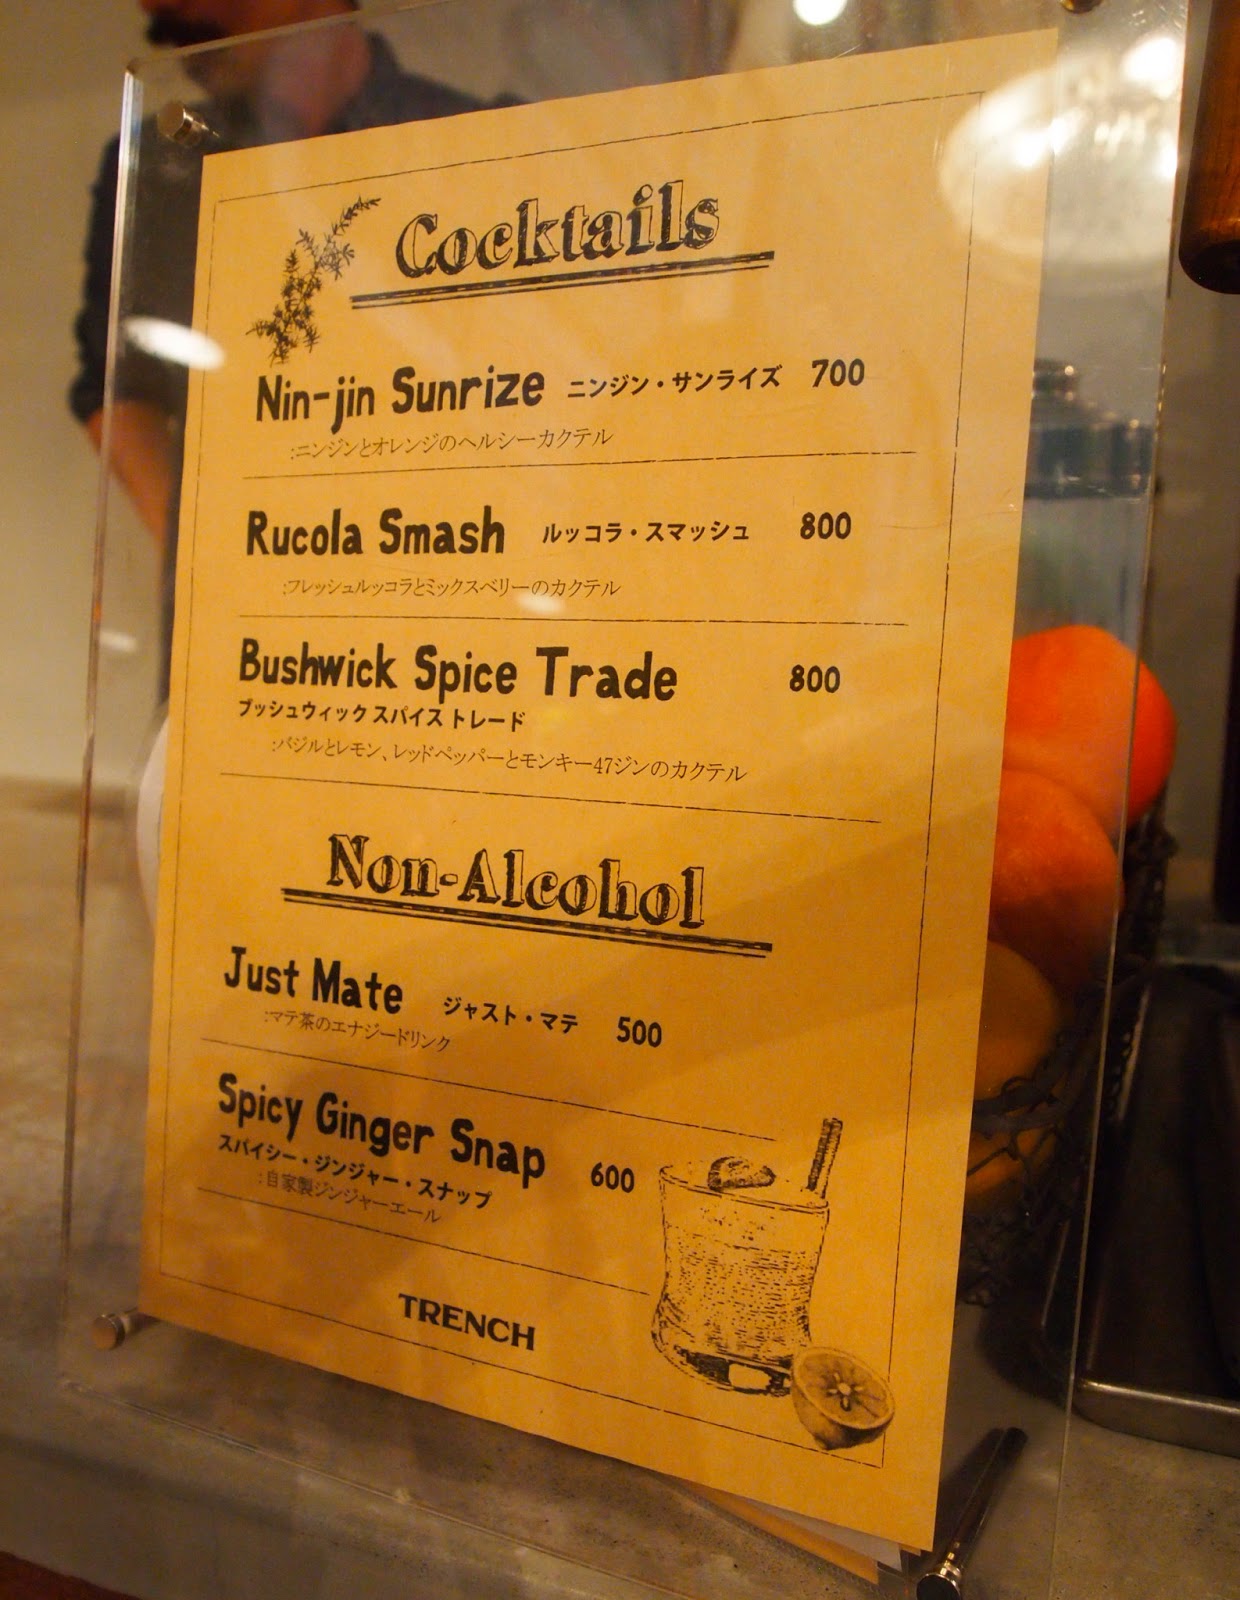 Cocktails
Nin-jin Sunrize ニンジン・サンライズ 700
:ニンジンとオレンジのヘルシーカクテル
Rucola Smash ルッコラ・スマッシュ 800
:フレッシュルッコラとミックスベリーのカクテル
Bushwick Spice Trade 800
ブッシュウィック スパイス トレード
:バジルとレモン、レッドペッパーとモンキー47ジンのカクテル
Non-Alcohol
Just Mate ジャスト・マテ 500
:マテ茶のエナジードリンク
Spicy Ginger Snap 600
スパイシー・ジンジャー・スナップ
:自家製ジンジャーエール
TRENCH